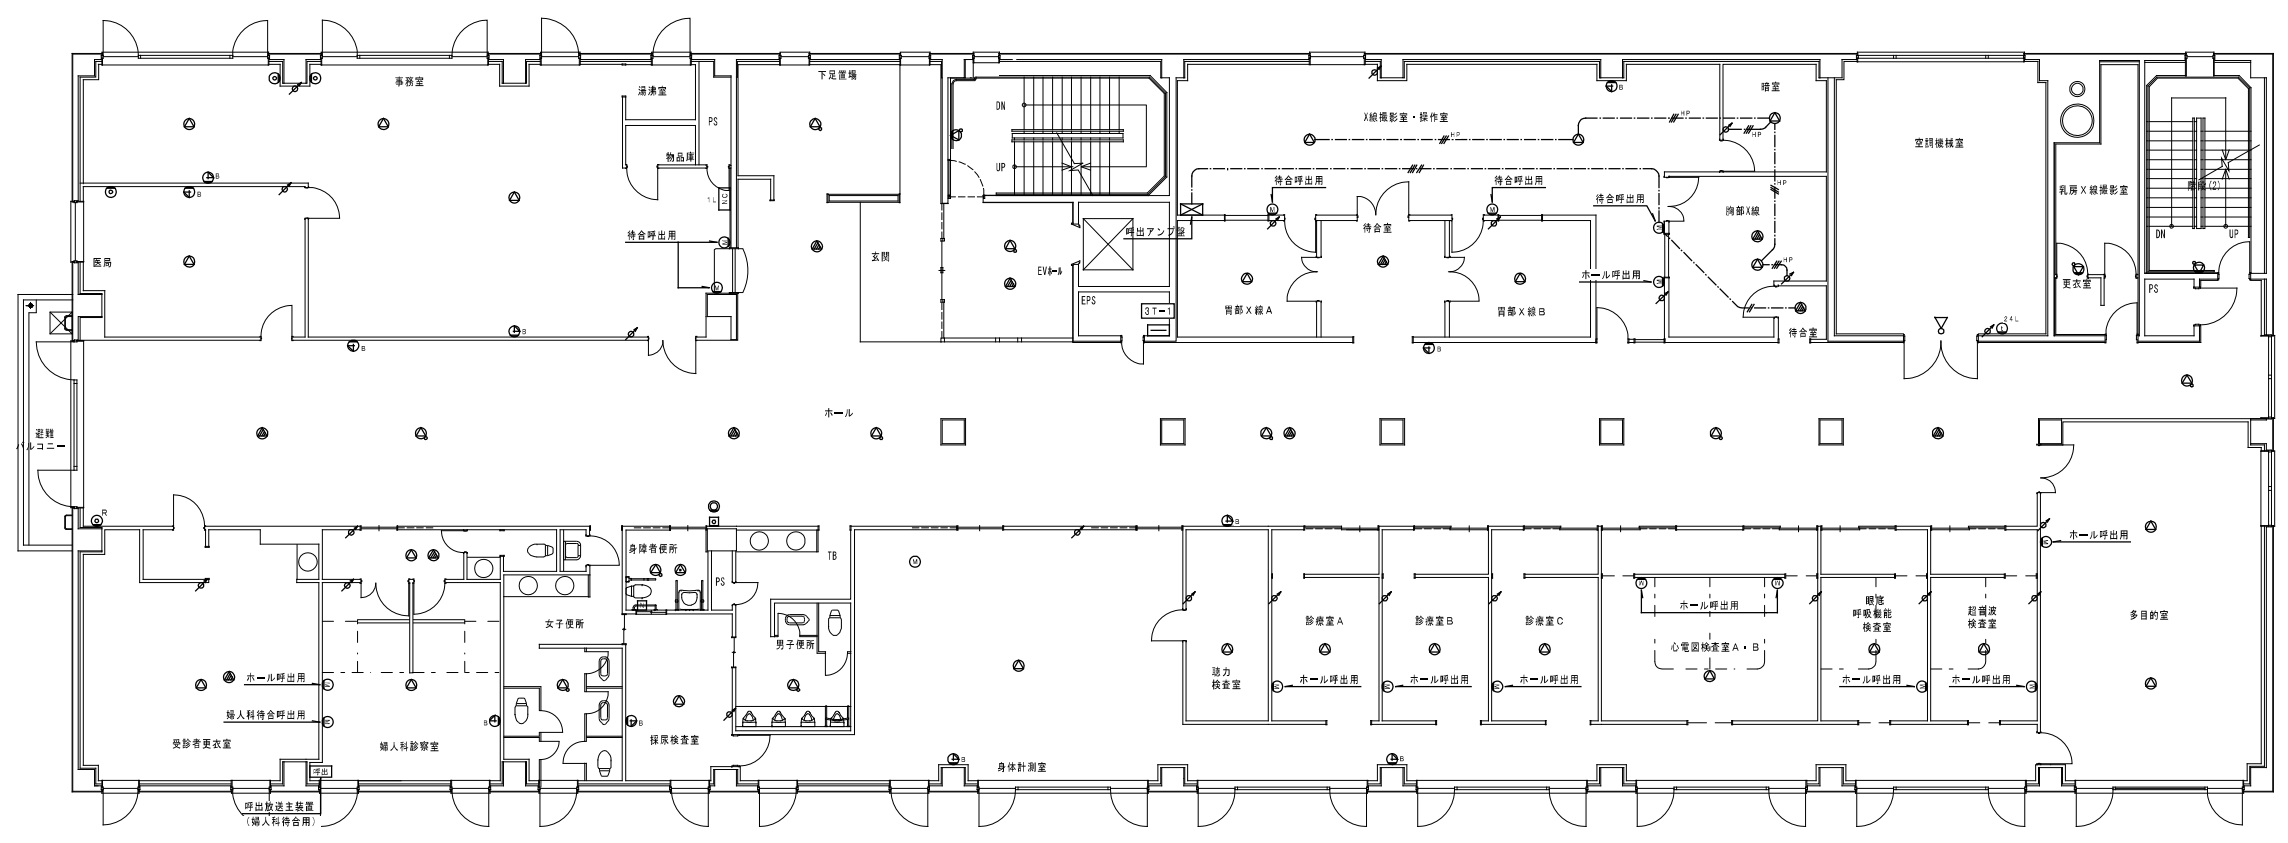 事務室
湯沸室
PS
物品庫
1L
NC
待合呼出用
医局
B
B
B
B
下足置場
玄関
DN
UP
EVホール
EPS
3T-1
呼出アンプ盤
X線撮影室・操作室
B
HP
HP
HP
HP
HP
暗室
待合呼出用
待合呼出用
待合呼出用
待合室
胸部X線
ホール呼出用
胃部X線A
胃部X線B
待合室
B
空調機械室
24L
乳房X線撮影室
更衣室
階段(2)
DN
UP
PS
避難
バルコニー
ホール
R
B
身障者便所
PS
TB
女子便所
男子便所
採尿検査室
受診者更衣室
ホール呼出用
婦人科待合呼出用
婦人科診察室
B
B
呼出
呼出放送主装置
(婦人科待合用)
身体計測室
B
B
聴力
検査室
診療室A
診療室B
診療室C
ホール呼出用
ホール呼出用
ホール呼出用
ホール呼出用
心電図検査室A・B
眼底
呼吸機能
検査室
ホール呼出用
超音波
検査室
ホール呼出用
ホール呼出用
多目的室